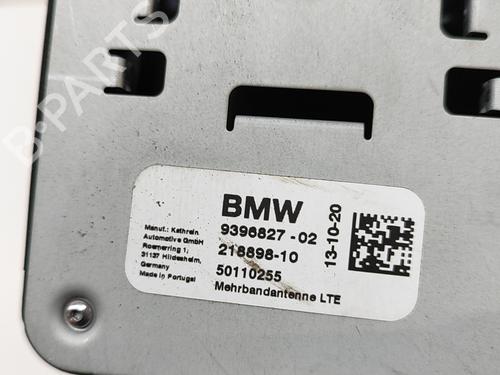 B-PARTS
BMW
9396827-02
218898-10
50110255
Mehrbandantenne LTE
13-10-20
Manuf.: Kathrein
Automotive GmbH
Roemerring 1,
31137 Hildesheim,
Germany
Made in Portugal